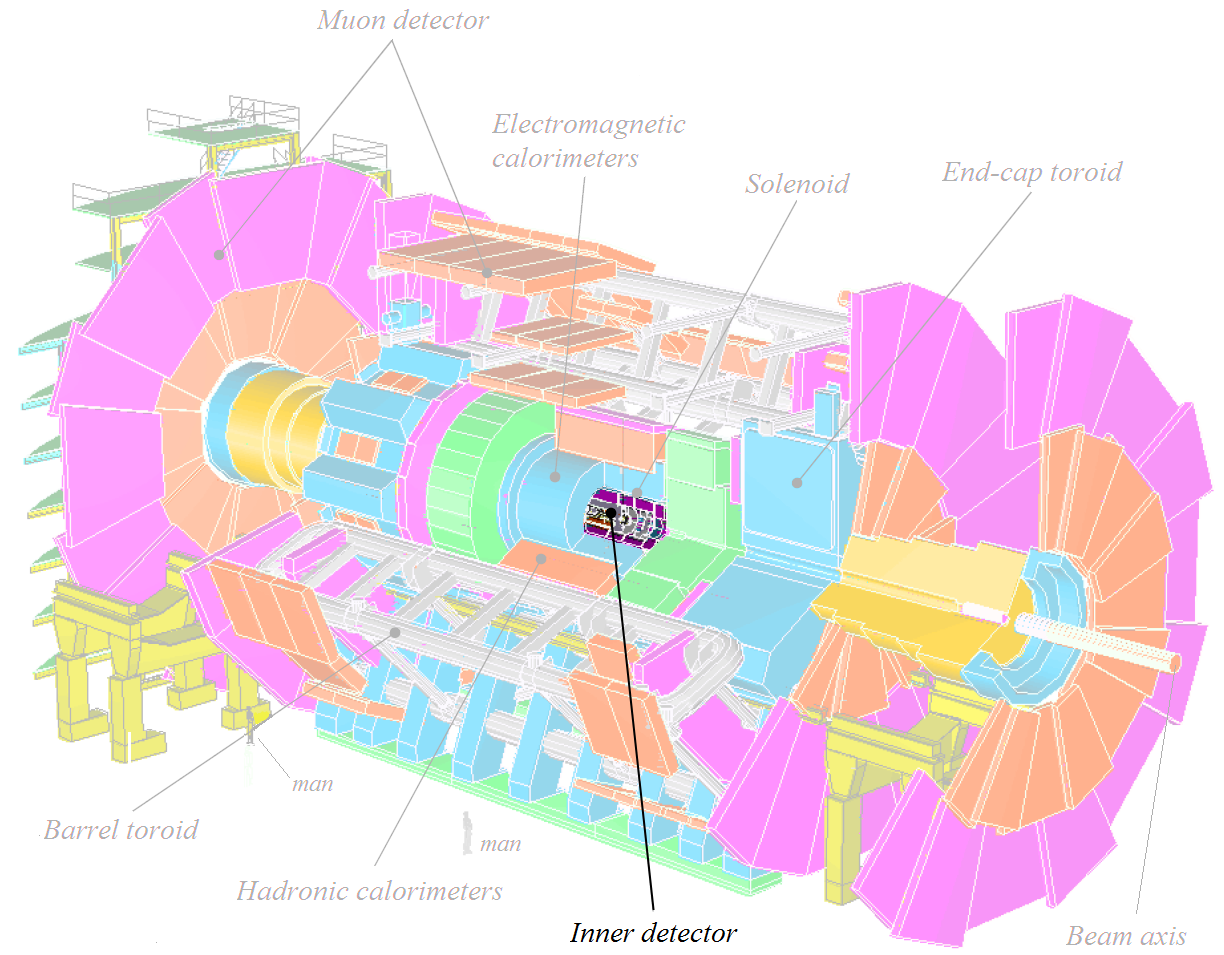 Muon detector
Electromagnetic
calorimeters
Solenoid
End-cap toroid
man
Barrel toroid
man
Hadronic calorimeters
Inner detector
Beam axis